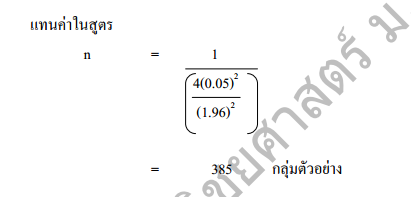 แทนค่าในสูตร
n = 1
4(0.05)²
(1.96)²
= 385 กลุ่มตัวอย่าง